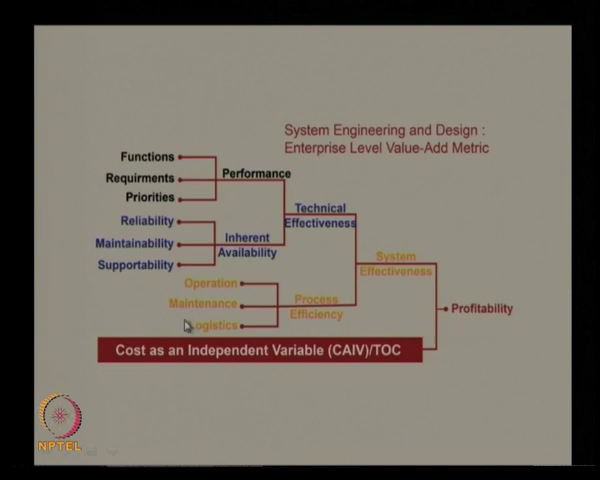 System Engineering and Design :
Enterprise Level Value-Add Metric
Functions
Requirments
Priorities
Performance
Reliability
Maintainability
Supportability
Inherent
Availability
Technical
Effectiveness
Operation
Maintenance
Logistics
Process
Efficiency
System
Effectiveness
Profitability
Cost as an Independent Variable (CAIV)/TOC
NPTEL